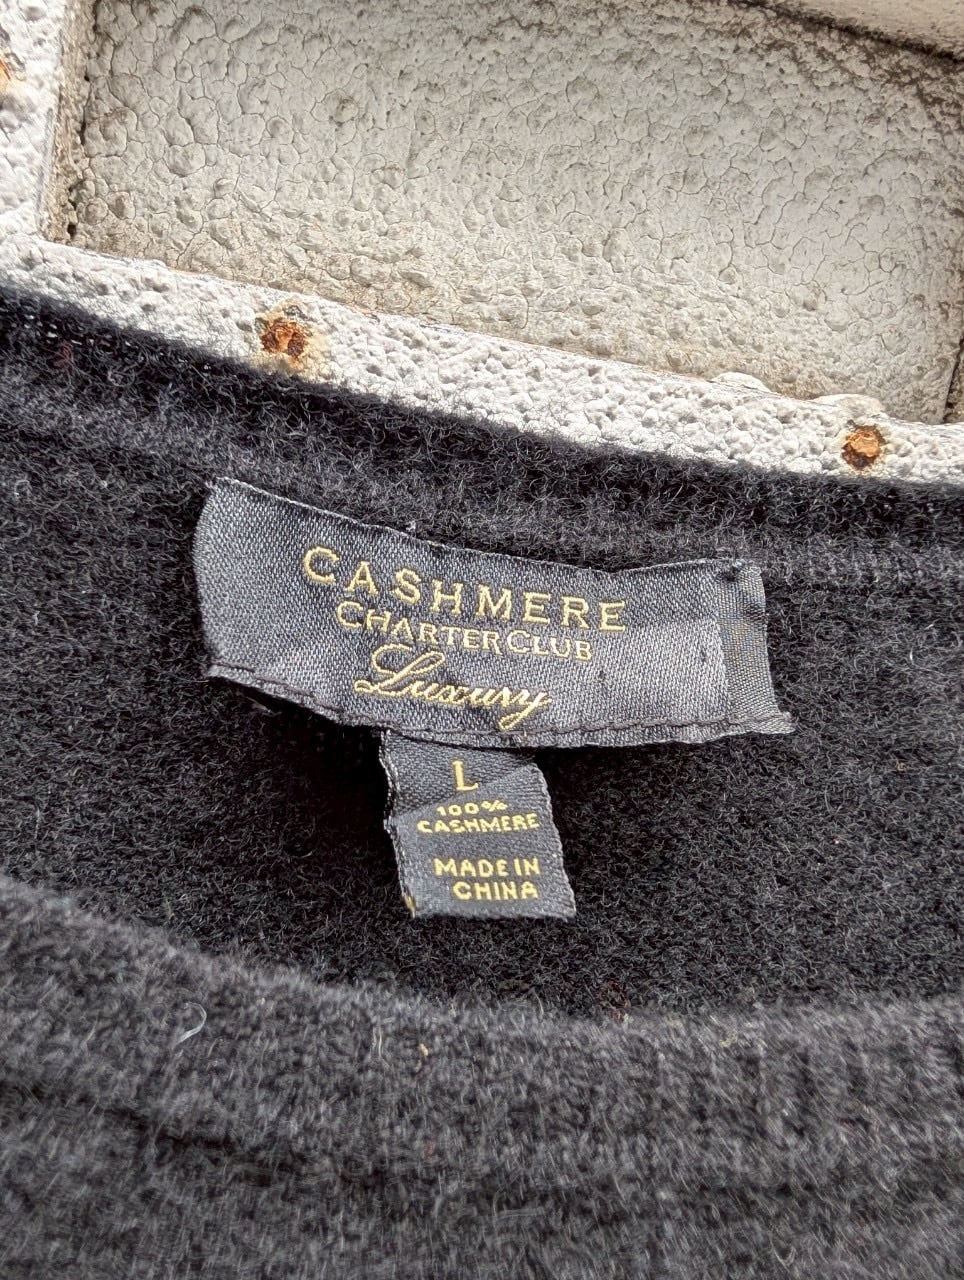 CASHMERE
CHARTER CLUB
Luxury
L
100%
CASHMERE
MADE IN
CHINA